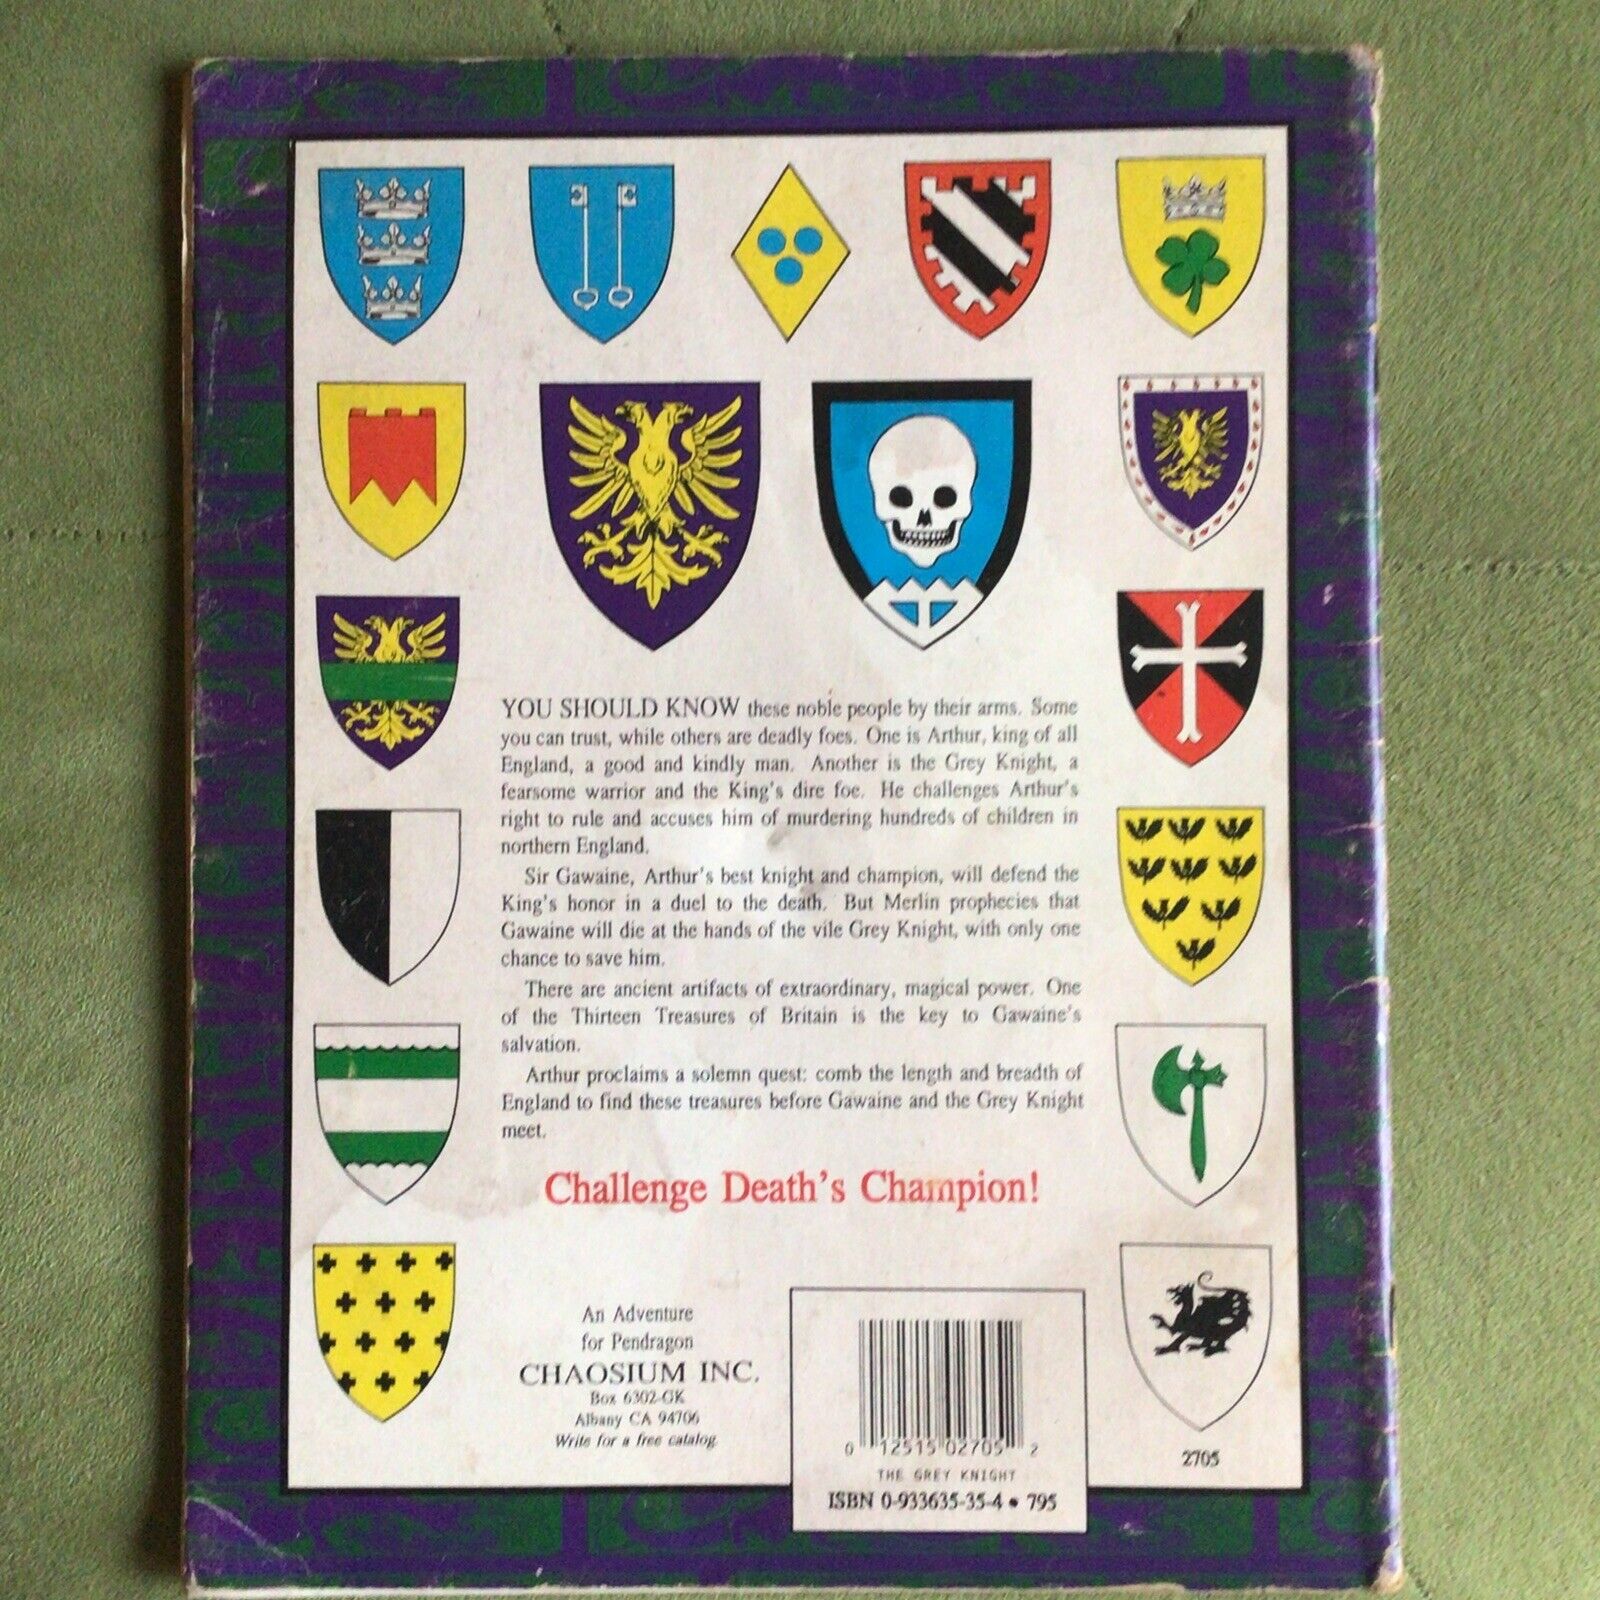 YOU SHOULD KNOW these noble people by their arms. Some
you can trust, while others are deadly foes. One is Arthur, king of all
England, a good and kindly man. Another is the Grey Knight, a
fearsome warrior and the King's dire foe. He challenges Arthur's
right to rule and accuses him of murdering hundreds of children in
northern England.
Sir Gawaine, Arthur's best knight and champion, will defend the
King's honor in a duel to the death. But Merlin prophecies that
Gawaine will die at the hands of the vile Grey Knight, with only one
chance to save him.
There are ancient artifacts of extraordinary, magical power. One
of the Thirteen Treasures of Britain is the key to Gawaine's
salvation.
Arthur proclaims a solemn quest: comb the length and breadth of
England to find these treasures before Gawaine and the Grey Knight
meet.
Challenge Death's Champion!
An Adventure
for Pendragon
CHAOSIUM INC.
Box 6302-GK
Albany CA 94706
Write for a free catalog.
0 12515 02705 2
THE GREY KNIGHT
ISBN 0-933635-35-4 • 795
2705